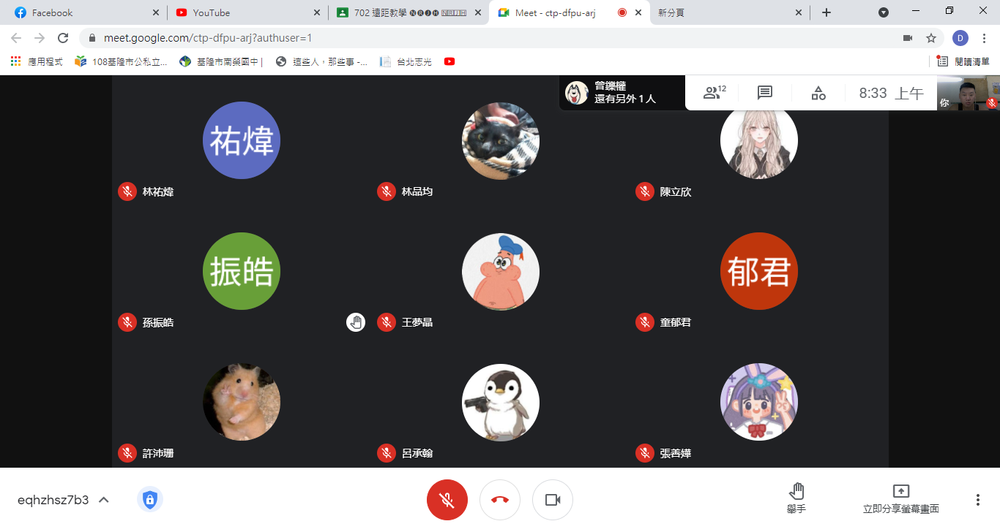 Facebook
YouTube
702 遠距教學 🅝🅡🅙🅗 🄽🅁🄹🄷
Meet - ctp-dfpu-arj
新分頁
meet.google.com/ctp-dfpu-arj?authuser=1
D
應用程式
108基隆市公私立...
基隆市南榮國中 |
這些人，那些事 -...
台北志光
閱讀清單
曾鑠權
還有另外 1 人
12
8:33 上午
你
祐煒
林祐煒
林品均
陳立欣
振皓
郁君
孫振皓
王夢晶
童郁君
許沛珊
呂承翰
張善嬅
eqhzhsz7b3
舉手
立即分享螢幕畫面